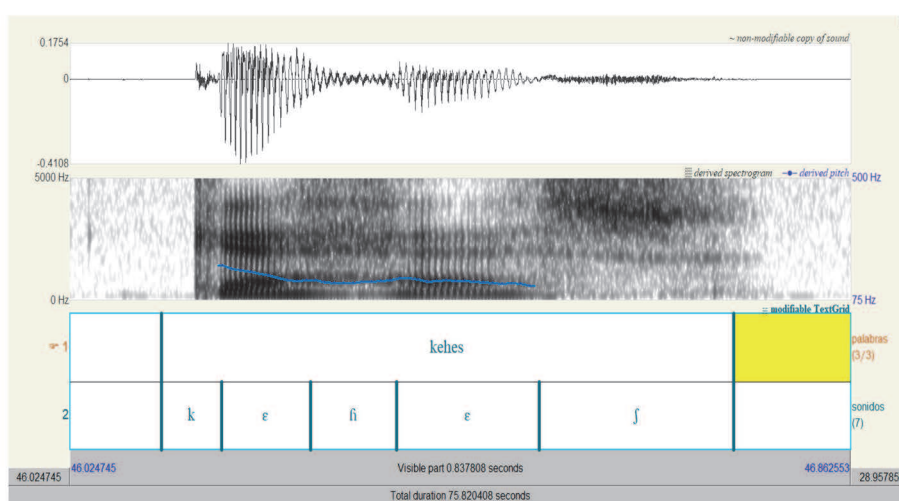 0.1754
~ non-modifiable copy of sound
0
-0.4108
5000 Hz
derived spectrogram derived pitch
500 Hz
0 Hz
75 Hz
modifiable TextGrid
1
kehes
palabras
(3/3)
2
k
ɛ
ɦ
ɛ
ʃ
sonidos
(7)
46.024745
46.024745
Visible part 0.837808 seconds
46.862553
28.95785
Total duration 75.820408 seconds